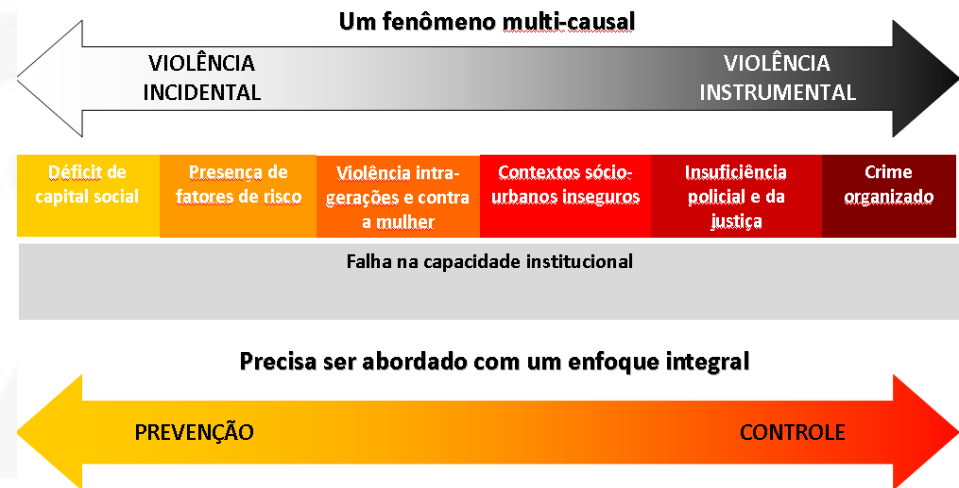 Um fenômeno multi-causal
VIOLÊNCIA
INCIDENTAL
VIOLÊNCIA
INSTRUMENTAL
Déficit de
capital social
Presença de
fatores de risco
Violência intra-
gerações e contra
a mulher
Contextos sócio-
urbanos inseguros
Insuficiência
policial e da
justiça
Crime
organizado
Falha na capacidade institucional
Precisa ser abordado com um enfoque integral
PREVENÇÃO
CONTROLE